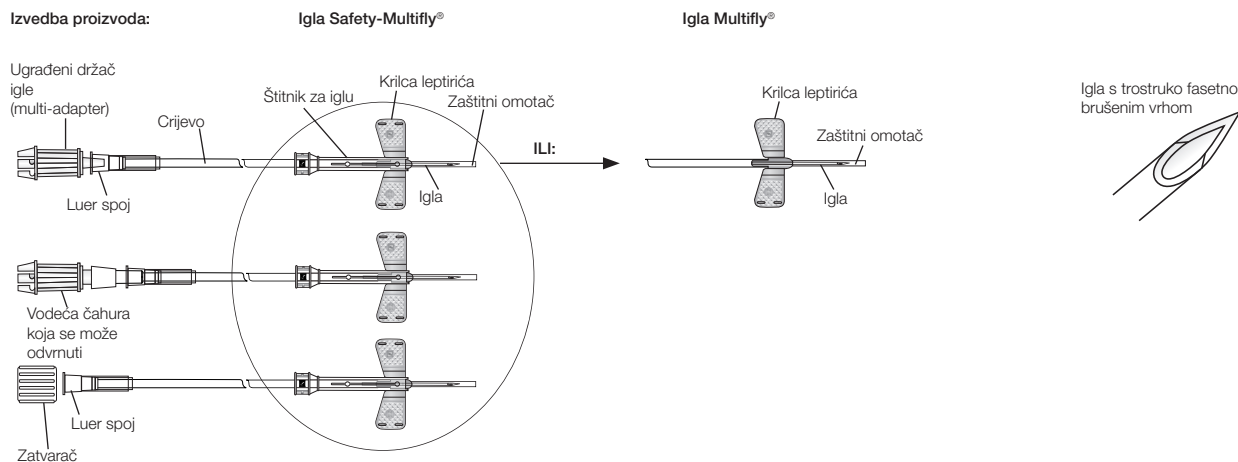 Izvedba proizvoda:
Igla Safety-Multifly®
Igla Multifly®
Ugrađeni držač
igle
(multi-adapter)
Crijevo
Luer spoj
Štitnik za iglu
Krilca leptirića
Zaštitni omotač
Igla
ILI:
Krilca leptirića
Zaštitni omotač
Igla
Igla s trostruko fasetno
brušenim vrhom
Vodeća čahura
koja se može
odvrnuti
Luer spoj
Zatvarač